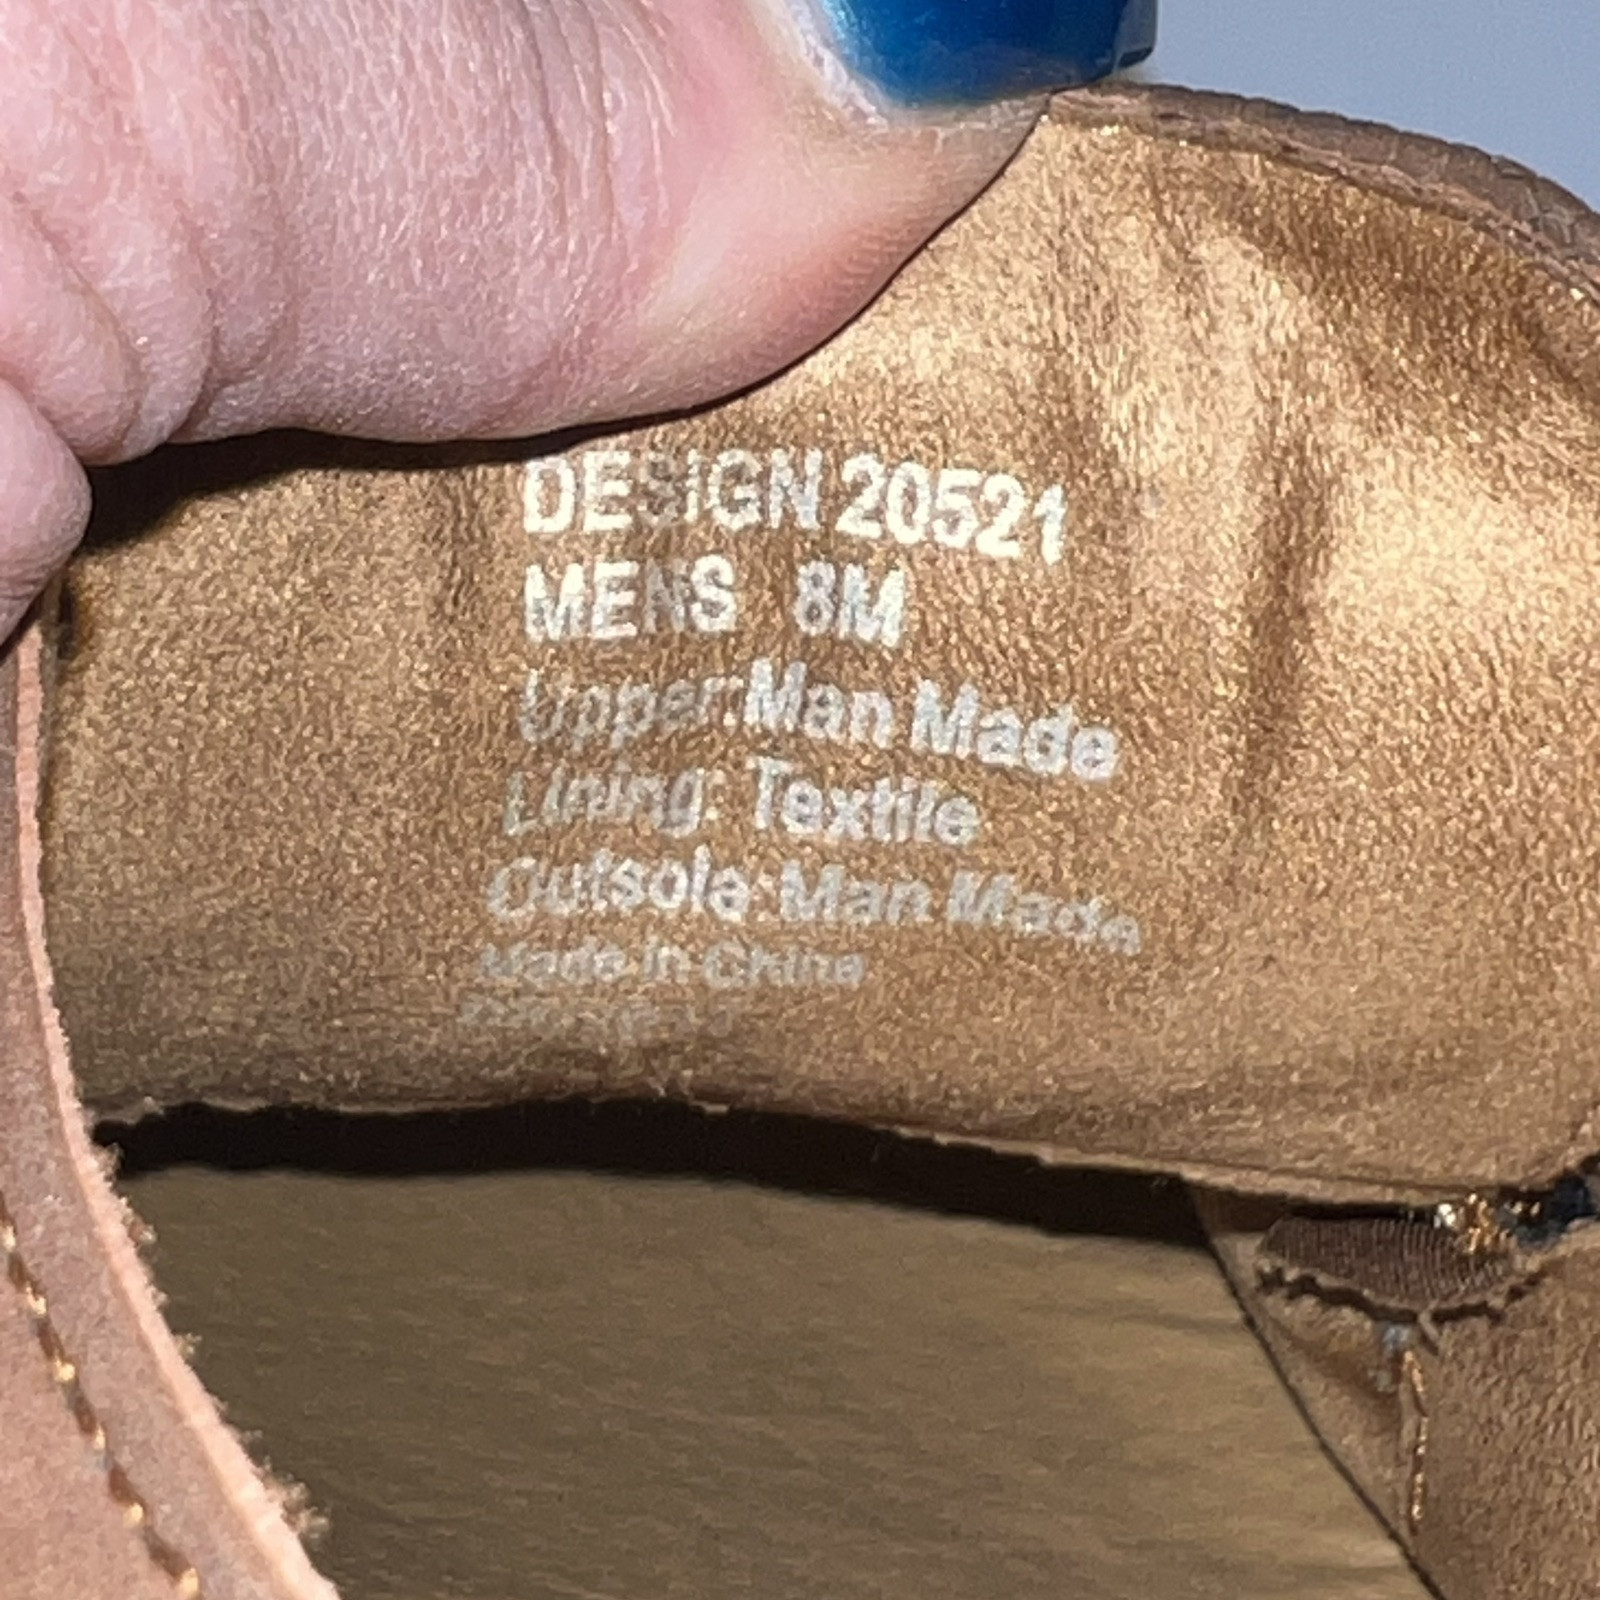 DESIGN 20521
MENS 8M
Upper:Man Made
Lining: Textile
Outsole:Man Made
Made in China